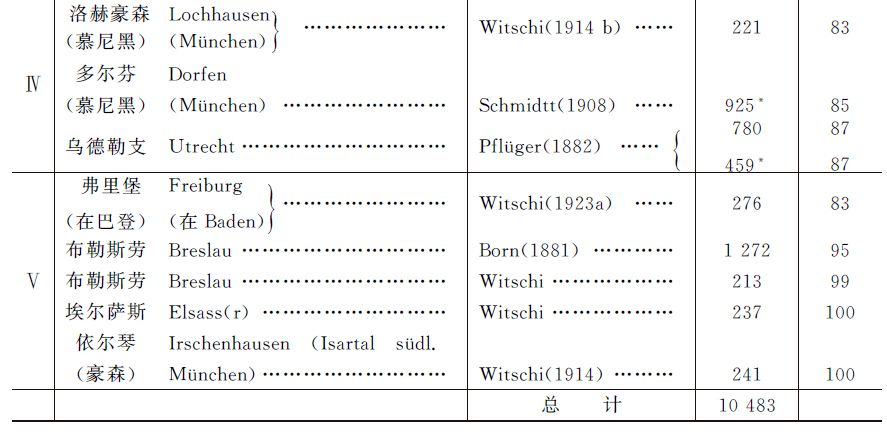 洛赫豪森 Lochhausen
(慕尼黑) (München) ………………… Witschi(1914 b) …… 221 83
Ⅳ 多尔芬 Dorfen
(慕尼黑) (München) …………………… Schmidtt(1908) …… 925* 85
780 87
乌德勒支 Utrecht ………………………… Pflüger(1882) ……
459* 87
弗里堡 Freiburg
(在巴登) (在 Baden) …………………… Witschi(1923a) …… 276 83
布勒斯劳 Breslau ………………………… Born(1881) ………… 1 272 95
Ⅴ 布勒斯劳 Breslau ………………………… Witschi ……………… 213 99
埃尔萨斯 Elsass(r) ……………………… Witschi ……………… 237 100
依尔琴 Irschenhausen (Isartal südl.
(豪森) München) ……………………… Witschi(1914) ……… 241 100
总 计 10 483